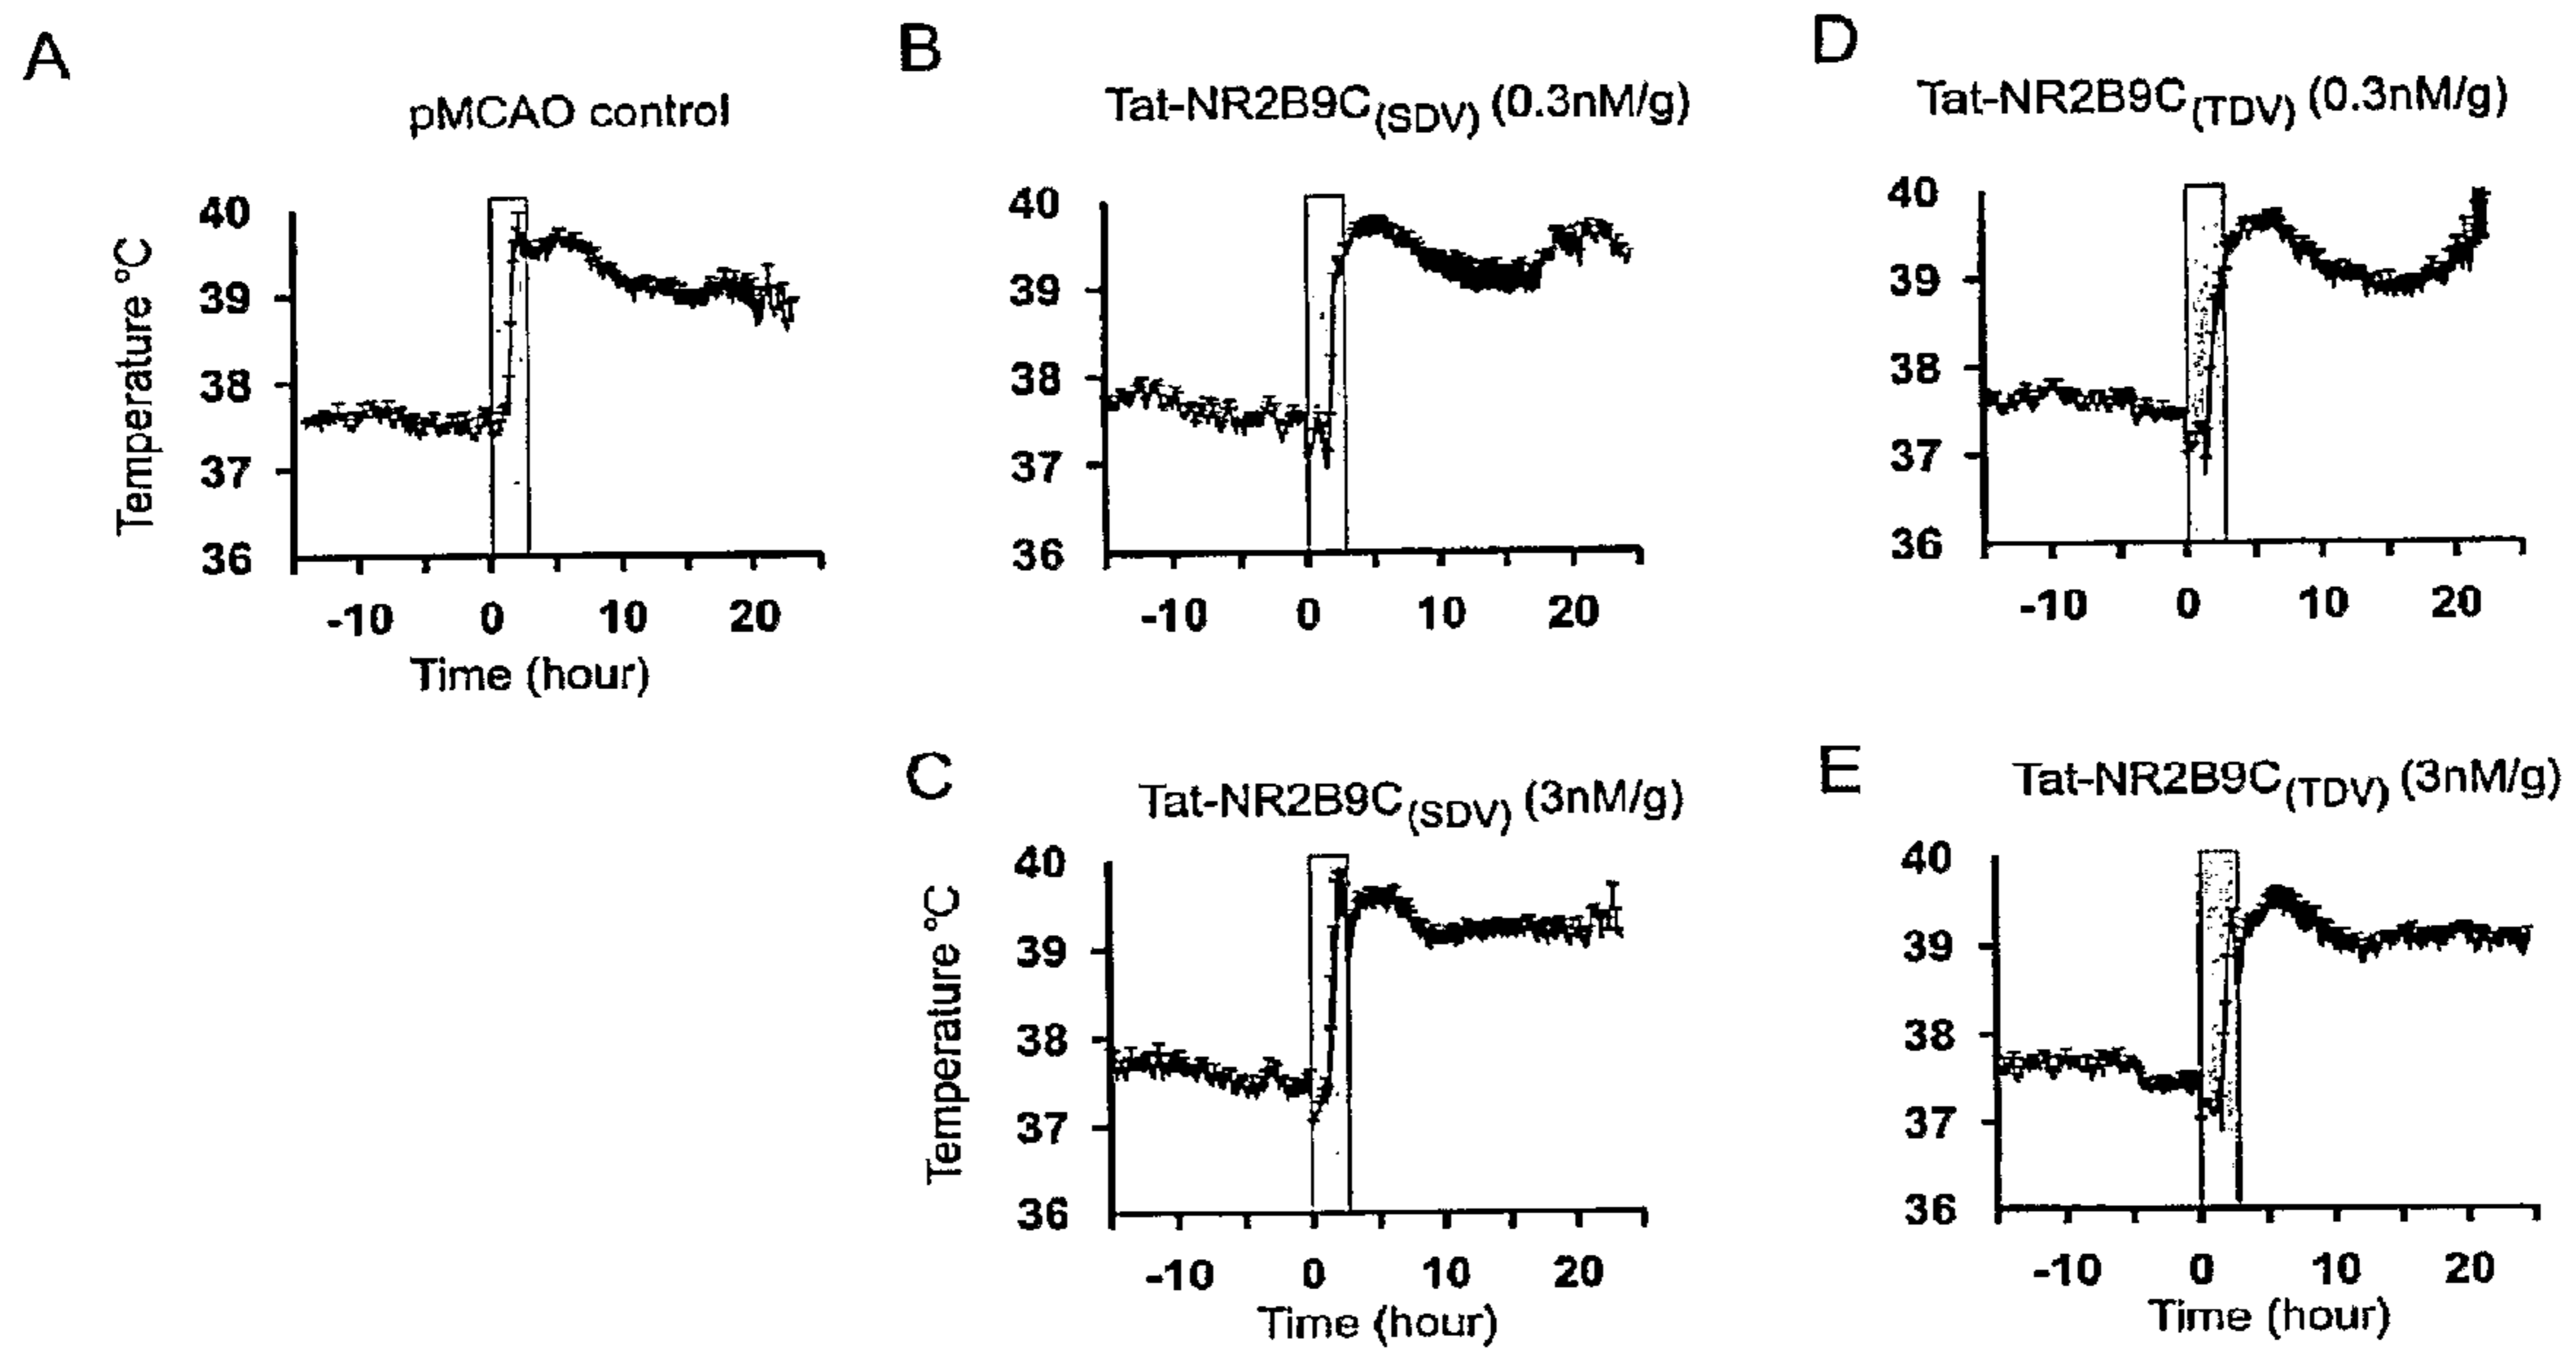 A
pMCAO control
Temperature °C
40
39
38
37
36
-10 0 10 20
Time (hour)
B
Tat-NR2B9C(SDV) (0.3nM/g)
40
39
38
37
36
-10 0 10 20
D
Tat-NR2B9C(TDV) (0.3nM/g)
40
39
38
37
36
-10 0 10 20
C
Tat-NR2B9C(SDV) (3nM/g)
Temperature °C
40
39
38
37
36
-10 0 10 20
Time (hour)
E
Tat-NR2B9C(TDV) (3nM/g)
40
39
38
37
36
-10 0 10 20
Time (hour)